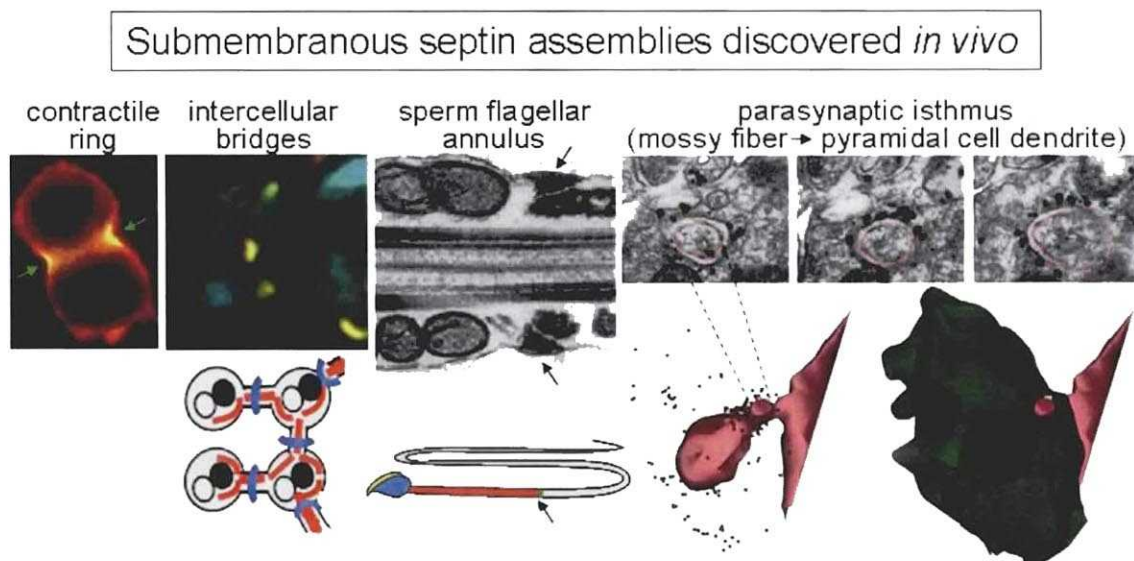 Submembranous septin assemblies discovered in vivo
contractile
ring
intercellular
bridges
sperm flagellar
annulus
parasynaptic isthmus
(mossy fiber→ pyramidal cell dendrite)